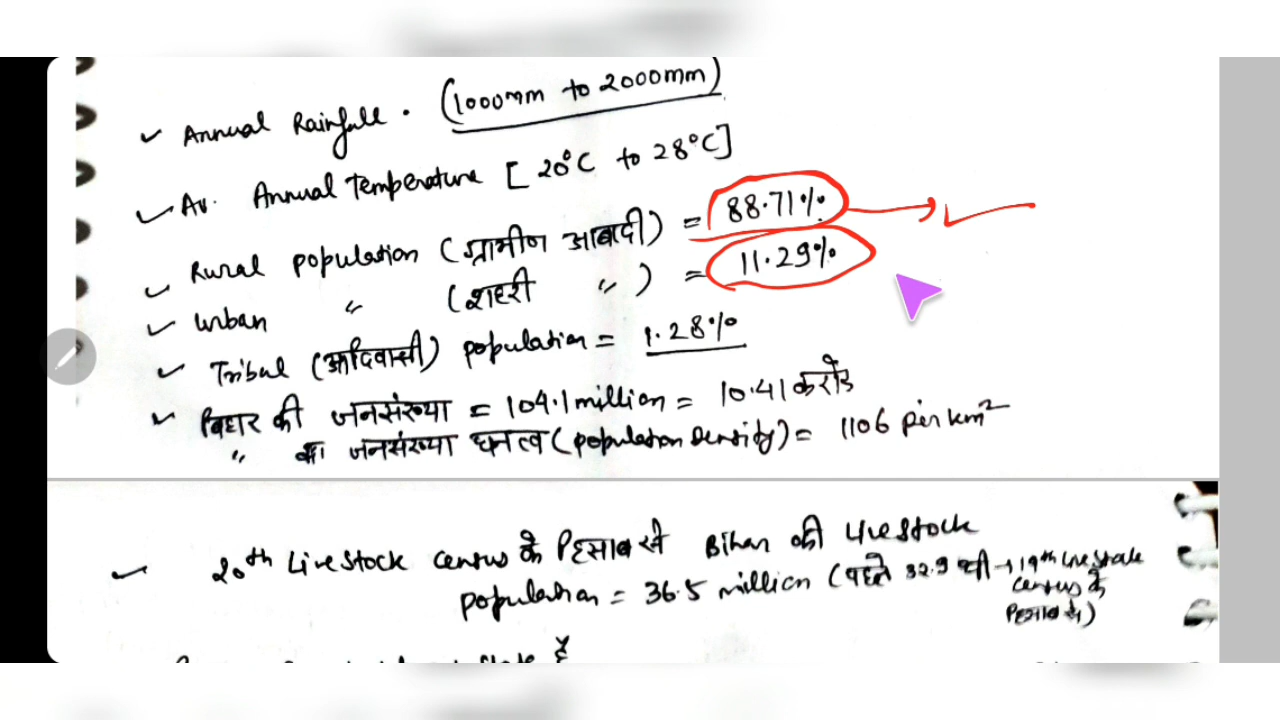 Annual Rainfall. (1000mm to 2000mm)
Av. Annual Temperature [20°C to 28°C]
Rural population (ग्रामीण आबादी) = 88.71%
Urban " (शहरी ") = 11.29%
Tribal (आदिवासी) population = 1.28%
बिहार की जनसंख्या = 104.1 million = 10.41 करोड़
" का जनसंख्या घनत्व (population Density) = 1106 per km²
20th Livestock census के हिसाब से Bihar की Livestock
population = 36.5 million (पहले 32.9 थी → 19th Livestock
census के
हिसाब से)